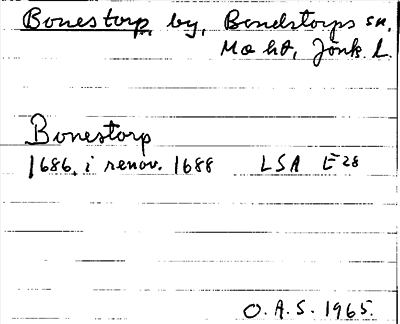 Bonestorp by, Bondstorps sn,
Mo hd, Jönk. l.
Bonestorp
1686, i renov. 1688 LSA E28
O.A.S. 1965.